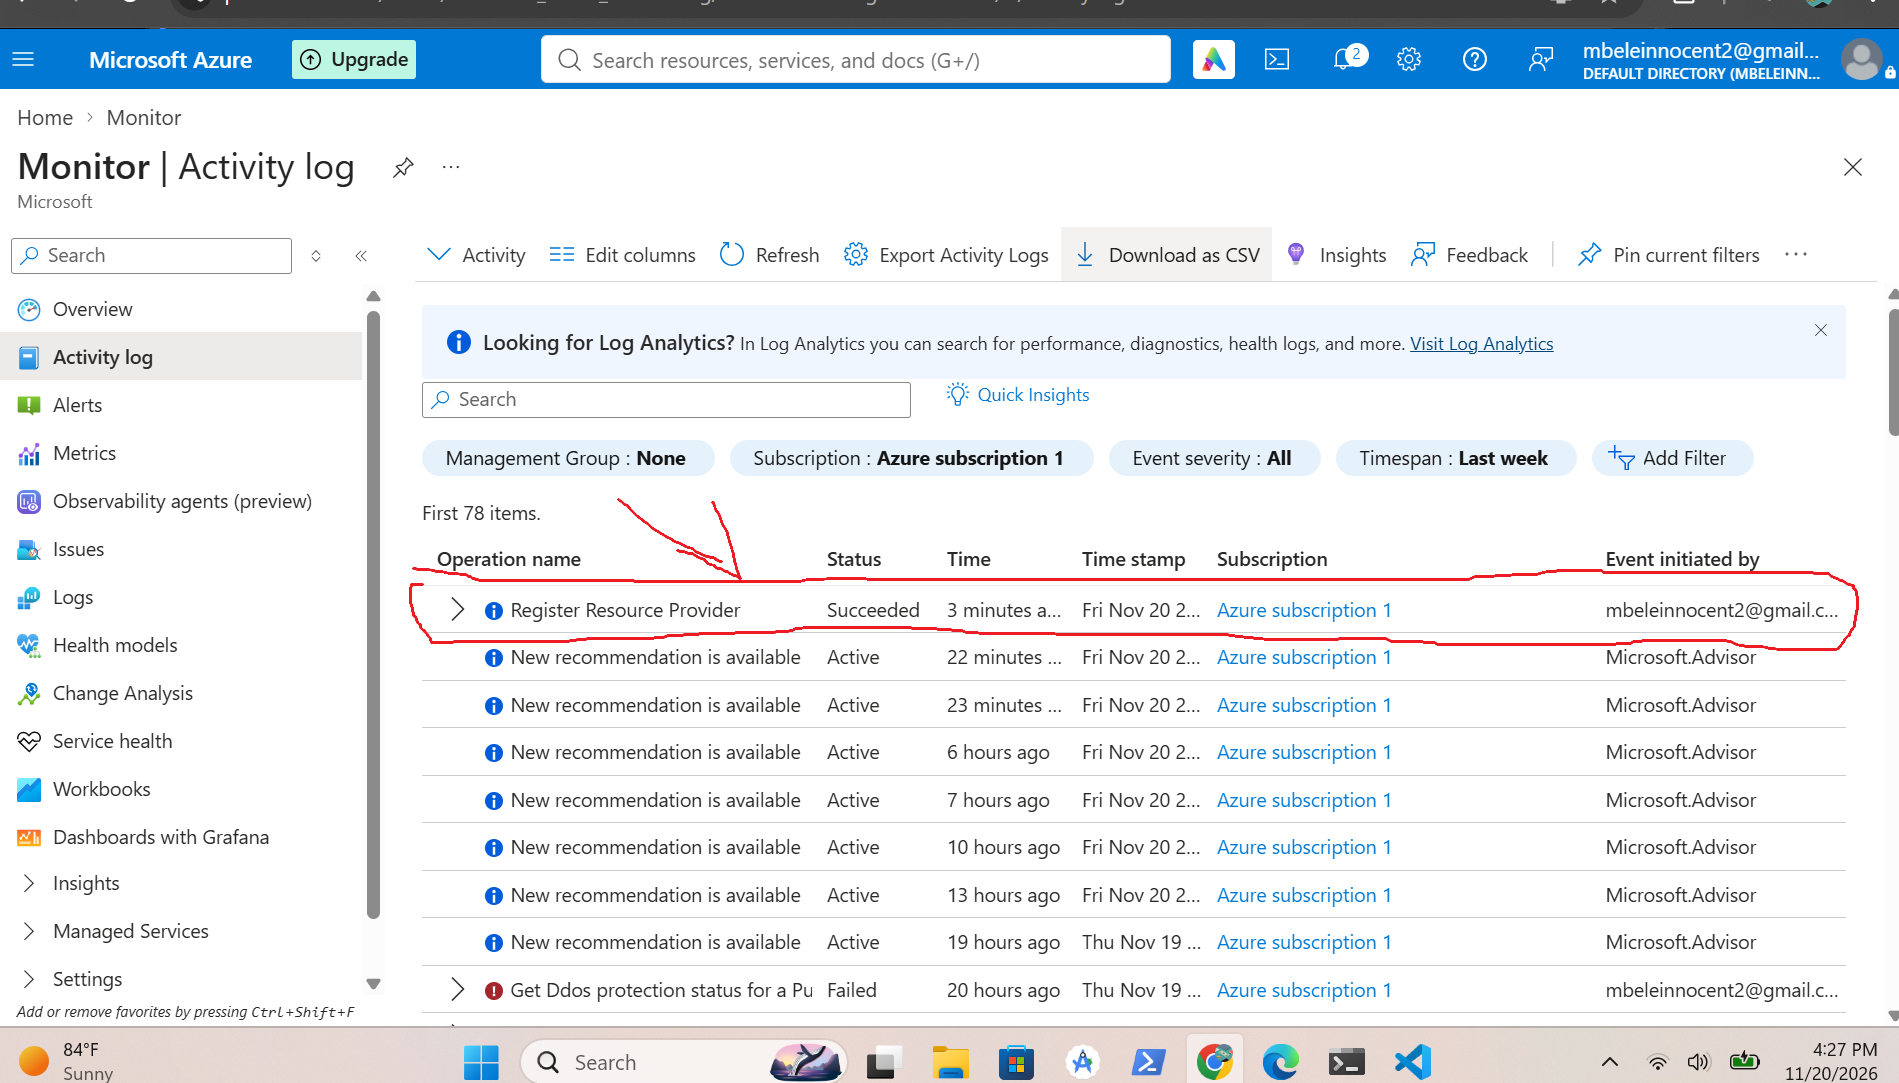 Microsoft Azure
Upgrade
Search resources, services, and docs (G+/)
2
mbeleinnocent2@gmail....
DEFAULT DIRECTORY (MBELEINN...
Home > Monitor
Monitor | Activity log
...
Microsoft
Search
Overview
Activity log
Alerts
Metrics
Observability agents (preview)
Issues
Logs
Health models
Change Analysis
Service health
Workbooks
Dashboards with Grafana
Insights
Managed Services
Settings
Add or remove favorites by pressing Ctrl+Shift+F
Activity Edit columns Refresh Export Activity Logs Download as CSV Insights Feedback Pin current filters ...
Looking for Log Analytics? In Log Analytics you can search for performance, diagnostics, health logs, and more. Visit Log Analytics
Search
Quick Insights
Management Group : None Subscription : Azure subscription 1 Event severity : All Timespan : Last week Add Filter
First 78 items.
Operation name Status Time Time stamp Subscription Event initiated by
Register Resource Provider Succeeded 3 minutes a... Fri Nov 20 2... Azure subscription 1 mbeleinnocent2@gmail.c...
New recommendation is available Active 22 minutes ... Fri Nov 20 2... Azure subscription 1 Microsoft.Advisor
New recommendation is available Active 23 minutes ... Fri Nov 20 2... Azure subscription 1 Microsoft.Advisor
New recommendation is available Active 6 hours ago Fri Nov 20 2... Azure subscription 1 Microsoft.Advisor
New recommendation is available Active 7 hours ago Fri Nov 20 2... Azure subscription 1 Microsoft.Advisor
New recommendation is available Active 10 hours ago Fri Nov 20 2... Azure subscription 1 Microsoft.Advisor
New recommendation is available Active 13 hours ago Fri Nov 20 2... Azure subscription 1 Microsoft.Advisor
New recommendation is available Active 19 hours ago Thu Nov 19 ... Azure subscription 1 Microsoft.Advisor
Get Ddos protection status for a Pu Failed 20 hours ago Thu Nov 19 ... Azure subscription 1 mbeleinnocent2@gmail.c...
84°F
Sunny
Search
4:27 PM
11/20/2026